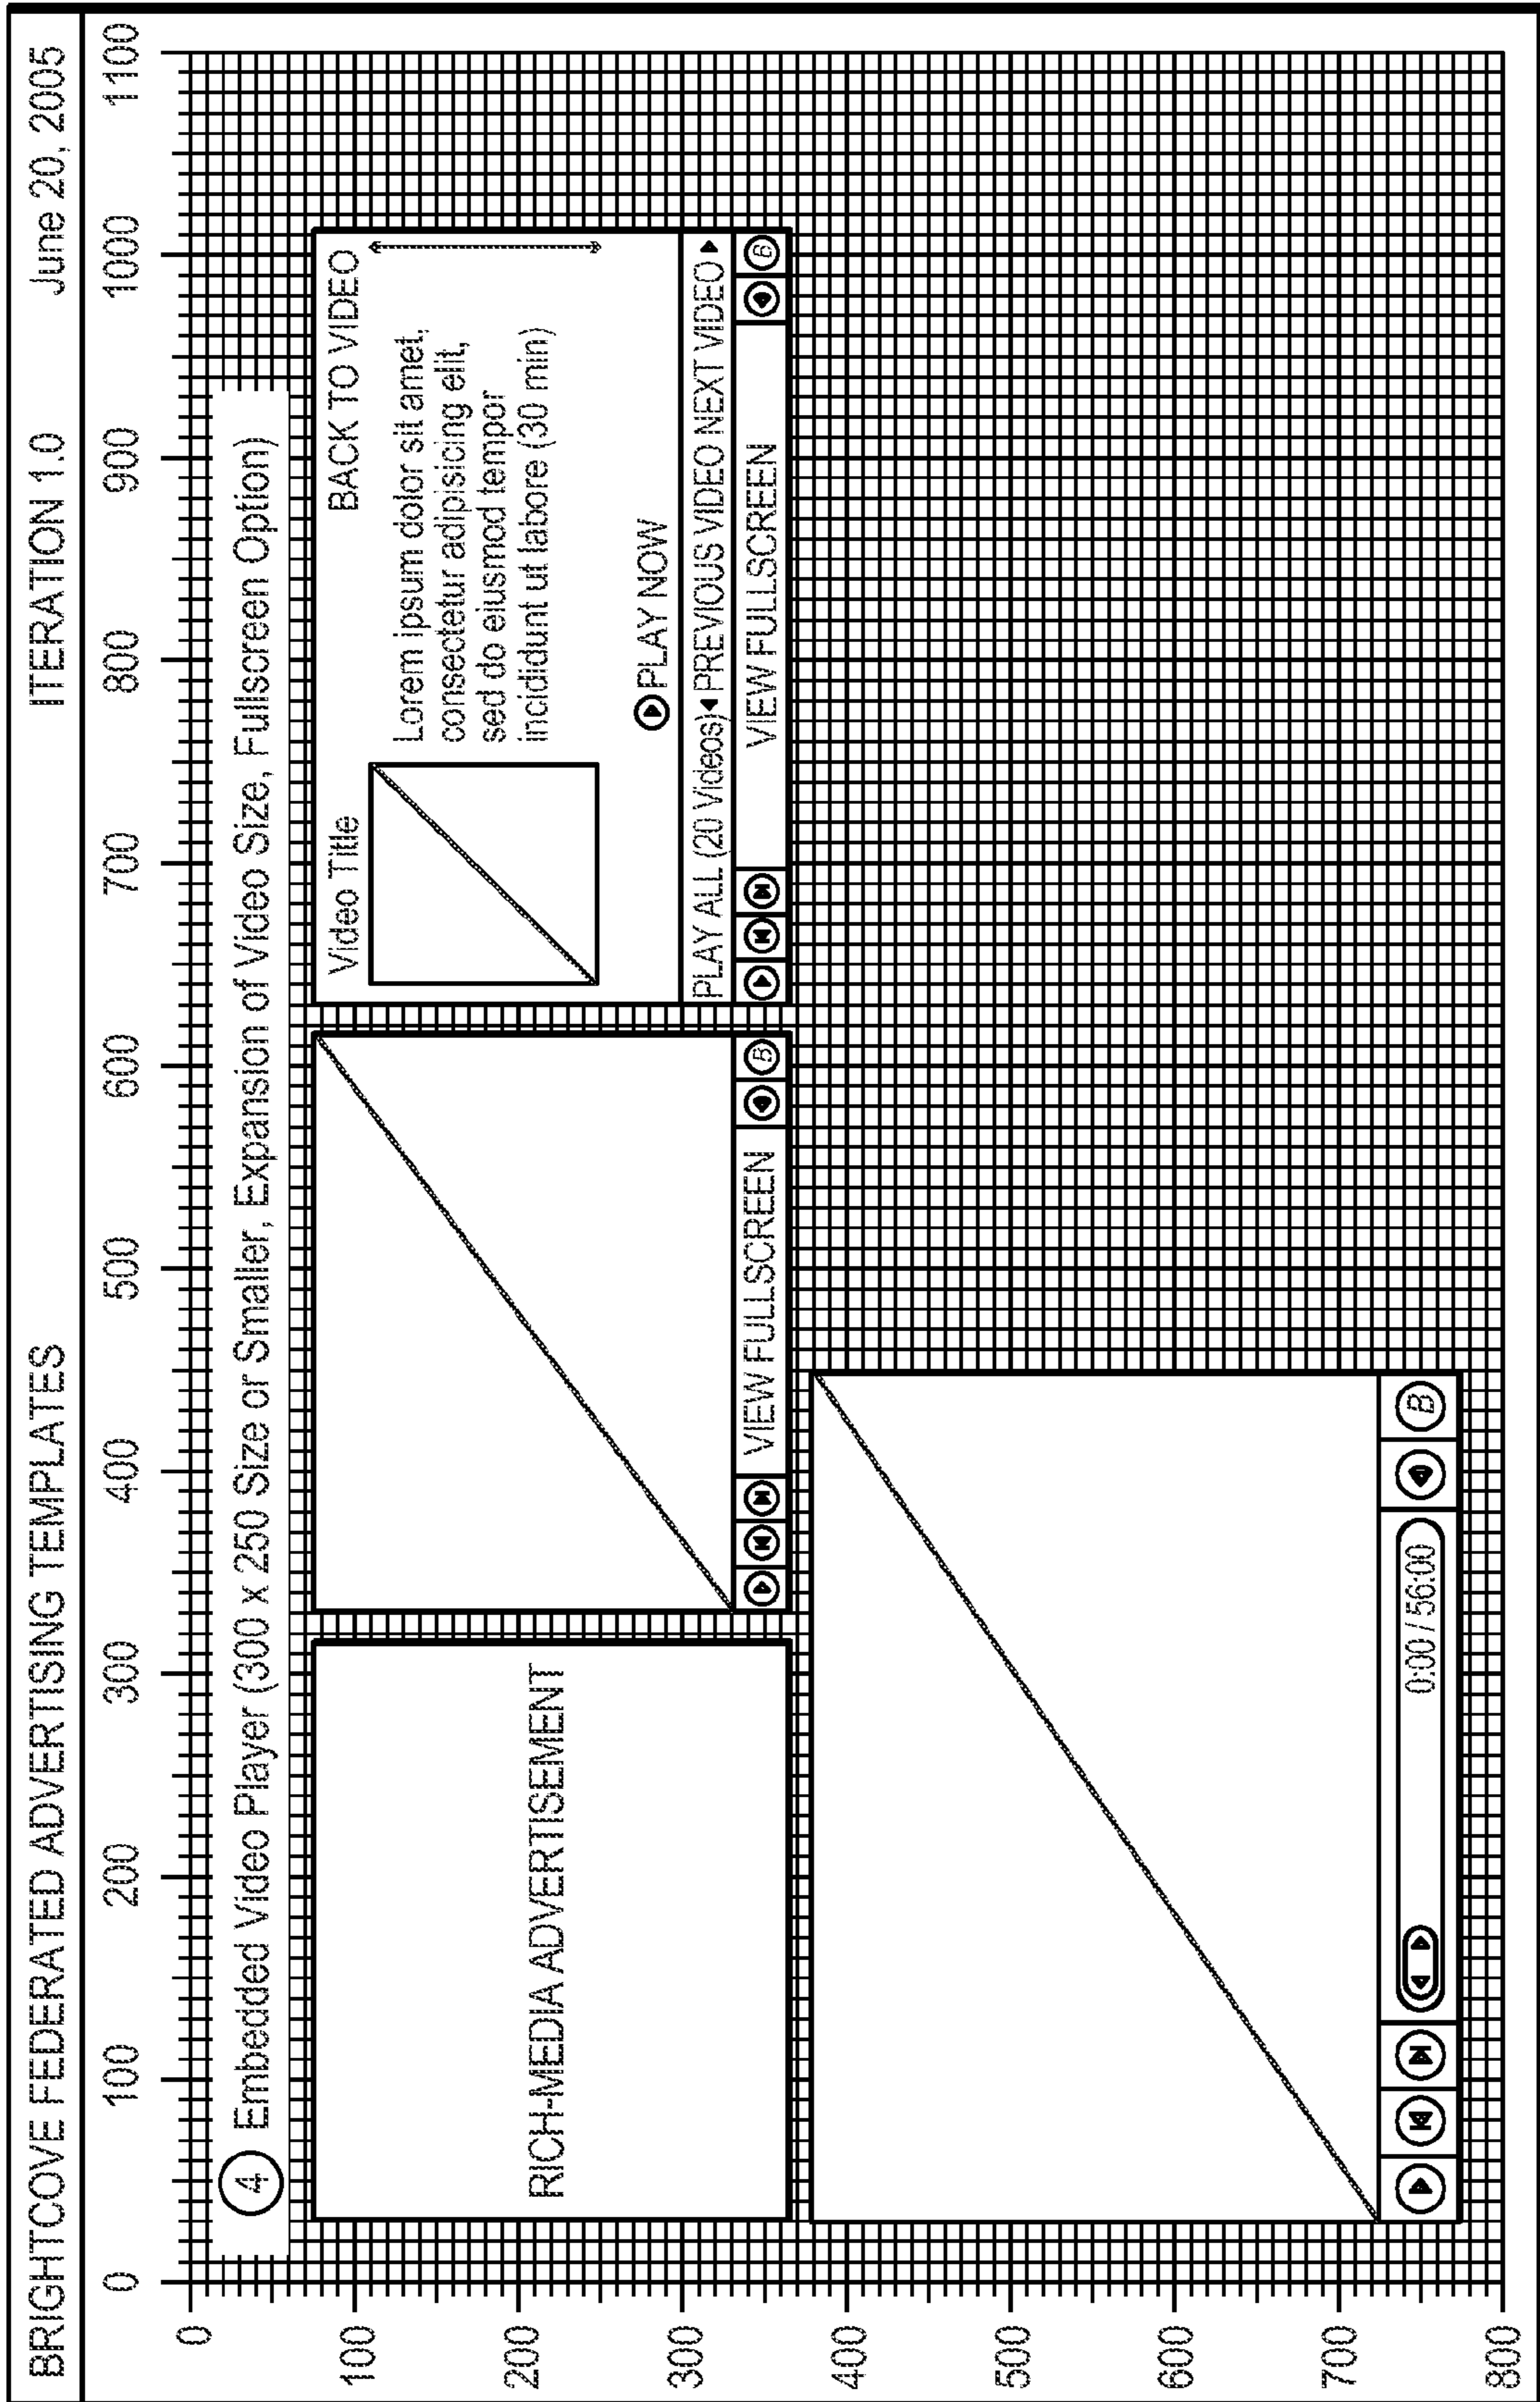 BRIGHTCOVE FEDERATED ADVERTISING TEMPLATES ITERATION 1.0 June 20, 2005
0 100 200 300 400 500 600 700 800 900 1000 1100
0
100
200
300
400
500
600
700
800
4 Embedded Video Player (300 x 250 Size or Smaller, Expansion of Video Size, Fullscreen Option)
RICH-MEDIA ADVERTISEMENT
VIEW FULLSCREEN
B
Video Title
BACK TO VIDEO
Lorem ipsum dolor sit amet,
consectetur adipisicing elit,
sed do eiusmod tempor
incididunt ut labore (30 min)
PLAY NOW
PLAY ALL (20 Videos) PREVIOUS VIDEO NEXT VIDEO
VIEW FULLSCREEN
B
0:00 / 56:00
B